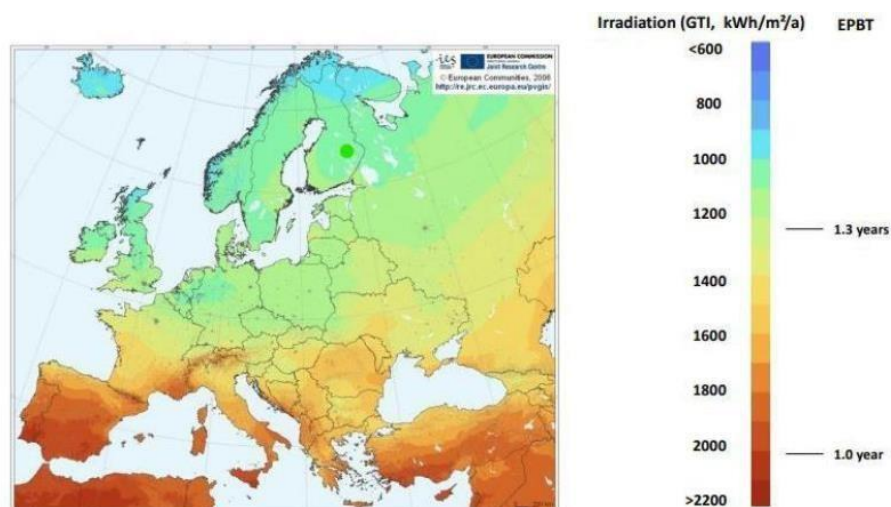 Irradiation (GTI, kWh/m²/a)
EPBT
<600
800
1000
1200
1.3 years
1400
1600
1800
2000
1.0 year
>2200
EUROPEAN COMMISSION
Joint Research Centre
© European Communities, 2006
http://re.jrc.ec.europa.eu/pvgis/